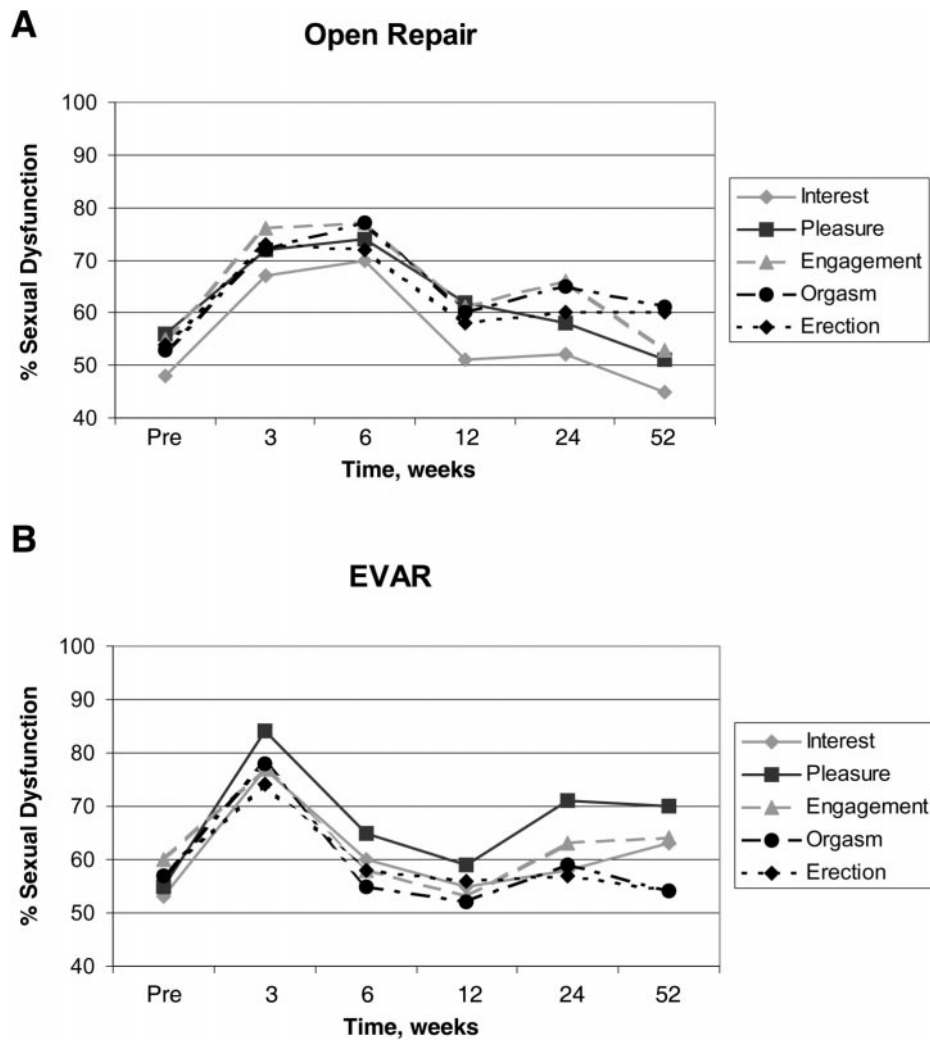 A
Open Repair
% Sexual Dysfunction
100
90
80
70
60
50
40
Pre 3 6 12 24 52
Time, weeks
Interest
Pleasure
Engagement
Orgasm
Erection
B
EVAR
% Sexual Dysfunction
100
90
80
70
60
50
40
Pre 3 6 12 24 52
Time, weeks
Interest
Pleasure
Engagement
Orgasm
Erection